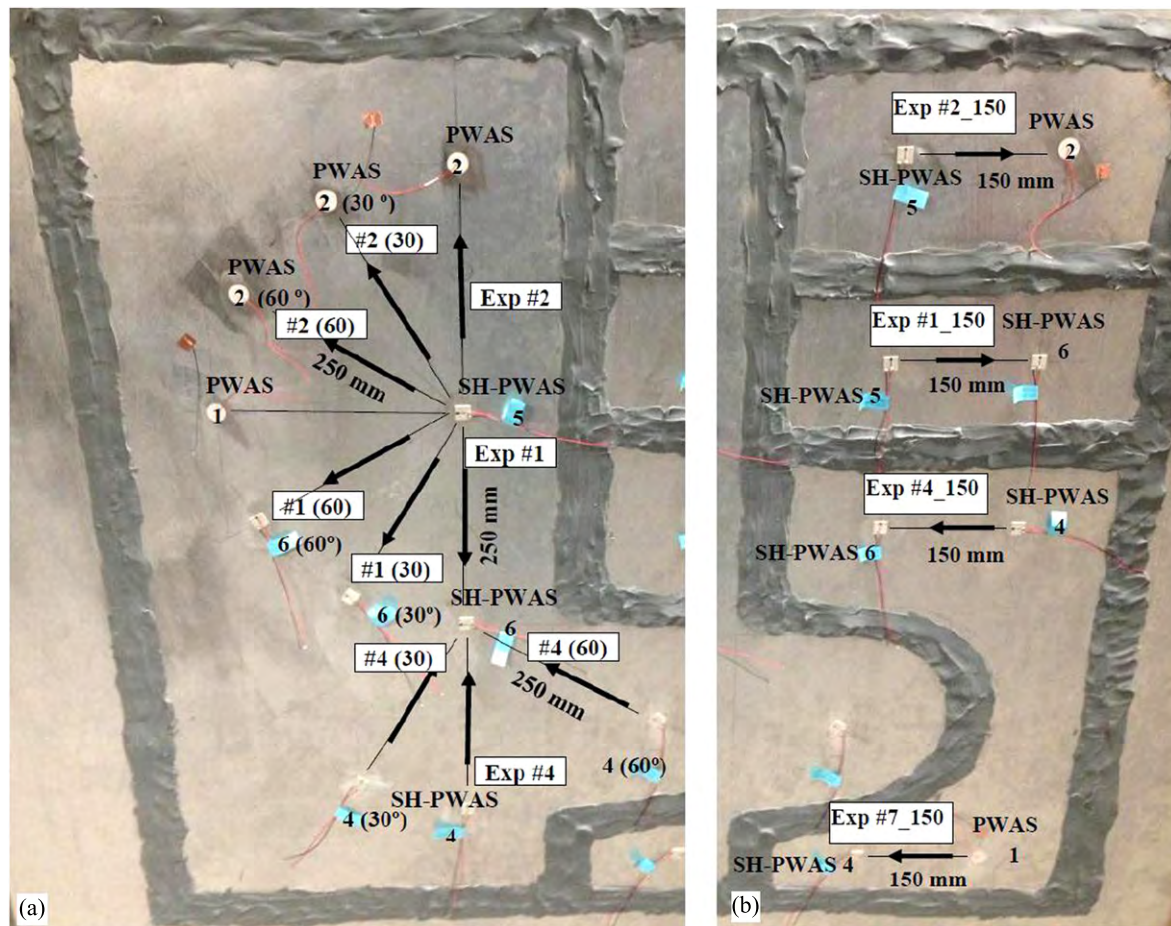 PWAS
2
PWAS
2 (30 º)
#2 (30)
PWAS
2 (60 º)
#2 (60)
Exp #2
250 mm
PWAS
1
SH-PWAS
5
Exp #1
250 mm
#1 (60)
6 (60º)
#1 (30)
6 (30º)
SH-PWAS
6
#4 (30)
#4 (60)
250 mm
Exp #4
4 (60º)
SH-PWAS
4 (30º)
4
(a)
Exp #2_150
PWAS
2
SH-PWAS
150 mm
5
Exp #1_150
SH-PWAS
6
150 mm
SH-PWAS 5
Exp #4_150
SH-PWAS
4
SH-PWAS 6
150 mm
Exp #7_150
PWAS
1
SH-PWAS 4
150 mm
(b)